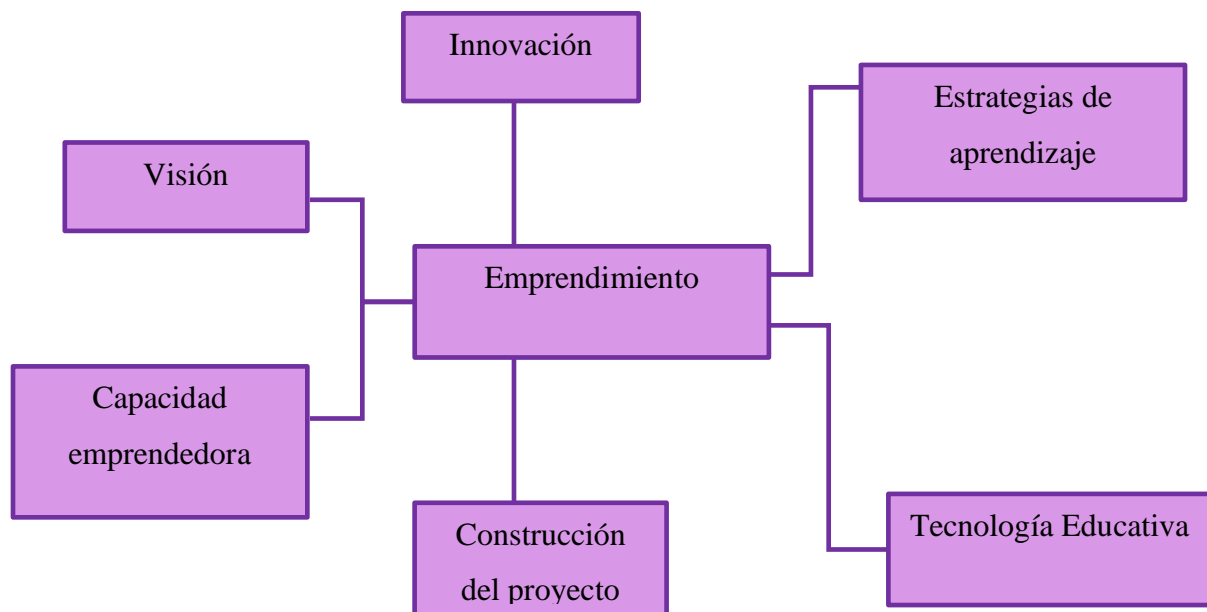 Innovación
Estrategias de
aprendizaje
Visión
Emprendimiento
Capacidad
emprendedora
Construcción
del proyecto
Tecnología Educativa